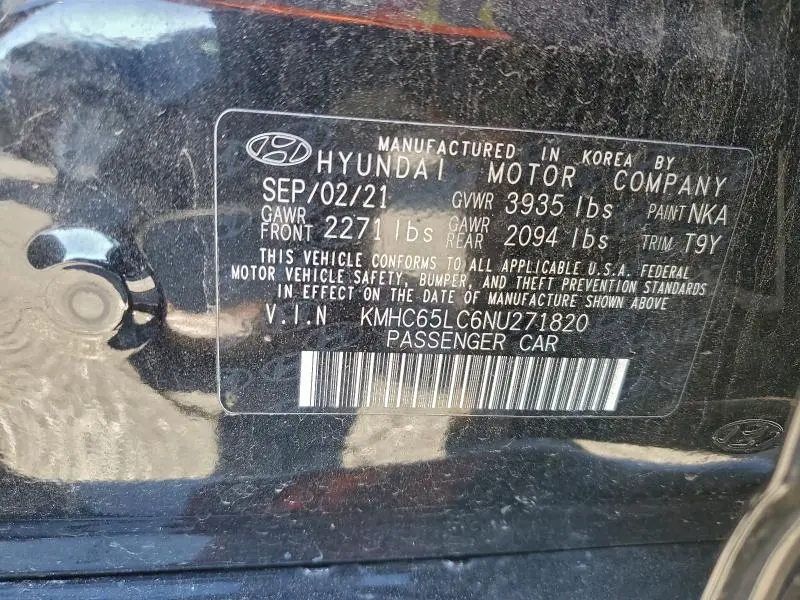 MANUFACTURED IN KOREA BY
HYUNDAI MOTOR COMPANY
SEP/02/21 GVWR 3935 lbs PAINT NKA
GAWR FRONT 2271 lbs GAWR REAR 2094 lbs TRIM T9Y
THIS VEHICLE CONFORMS TO ALL APPLICABLE U.S.A. FEDERAL
MOTOR VEHICLE SAFETY, BUMPER, AND THEFT PREVENTION STANDARDS
IN EFFECT ON THE DATE OF MANUFACTURE SHOWN ABOVE
V.I.N KMHC65LC6NU271820
PASSENGER CAR